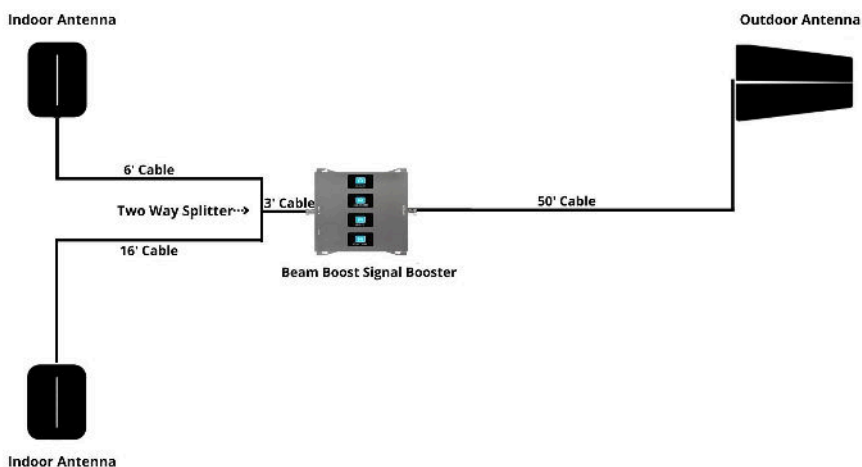 Indoor Antenna
Outdoor Antenna
6' Cable
Two Way Splitter
3' Cable
50' Cable
16' Cable
Beam Boost Signal Booster
Indoor Antenna